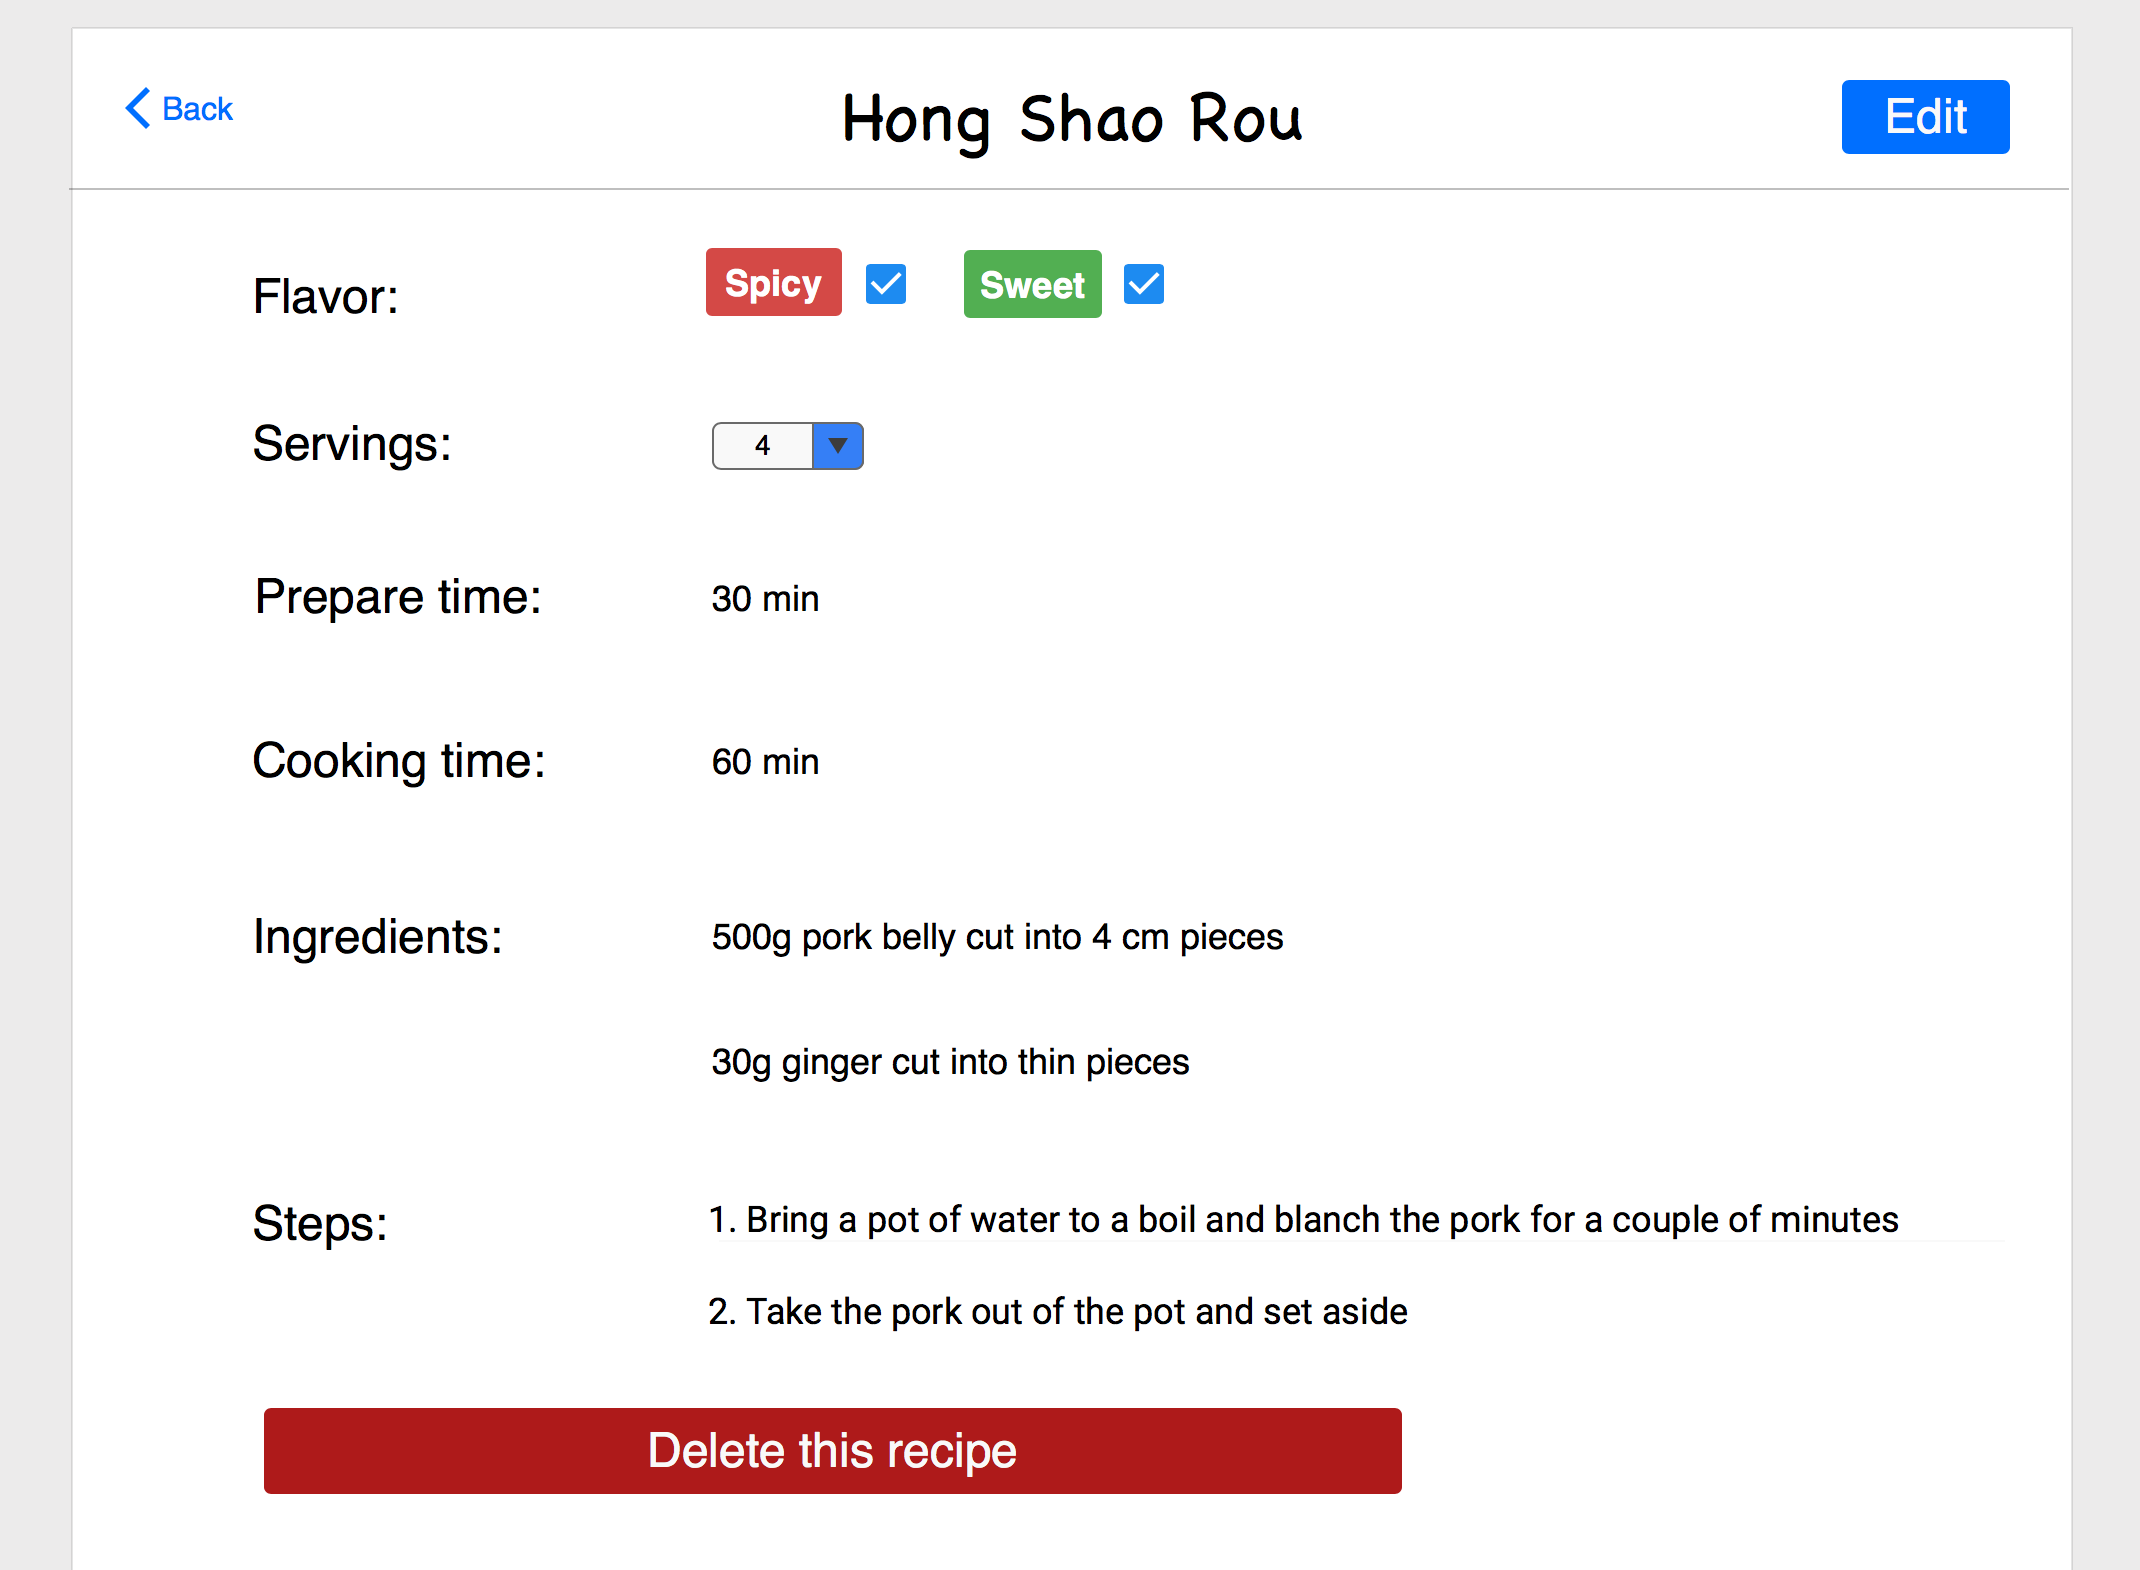 Back
Hong Shao Rou
Edit
Flavor:
Spicy
Sweet
Servings:
4
Prepare time:
30 min
Cooking time:
60 min
Ingredients:
500g pork belly cut into 4 cm pieces
30g ginger cut into thin pieces
Steps:
1. Bring a pot of water to a boil and blanch the pork for a couple of minutes
2. Take the pork out of the pot and set aside
Delete this recipe